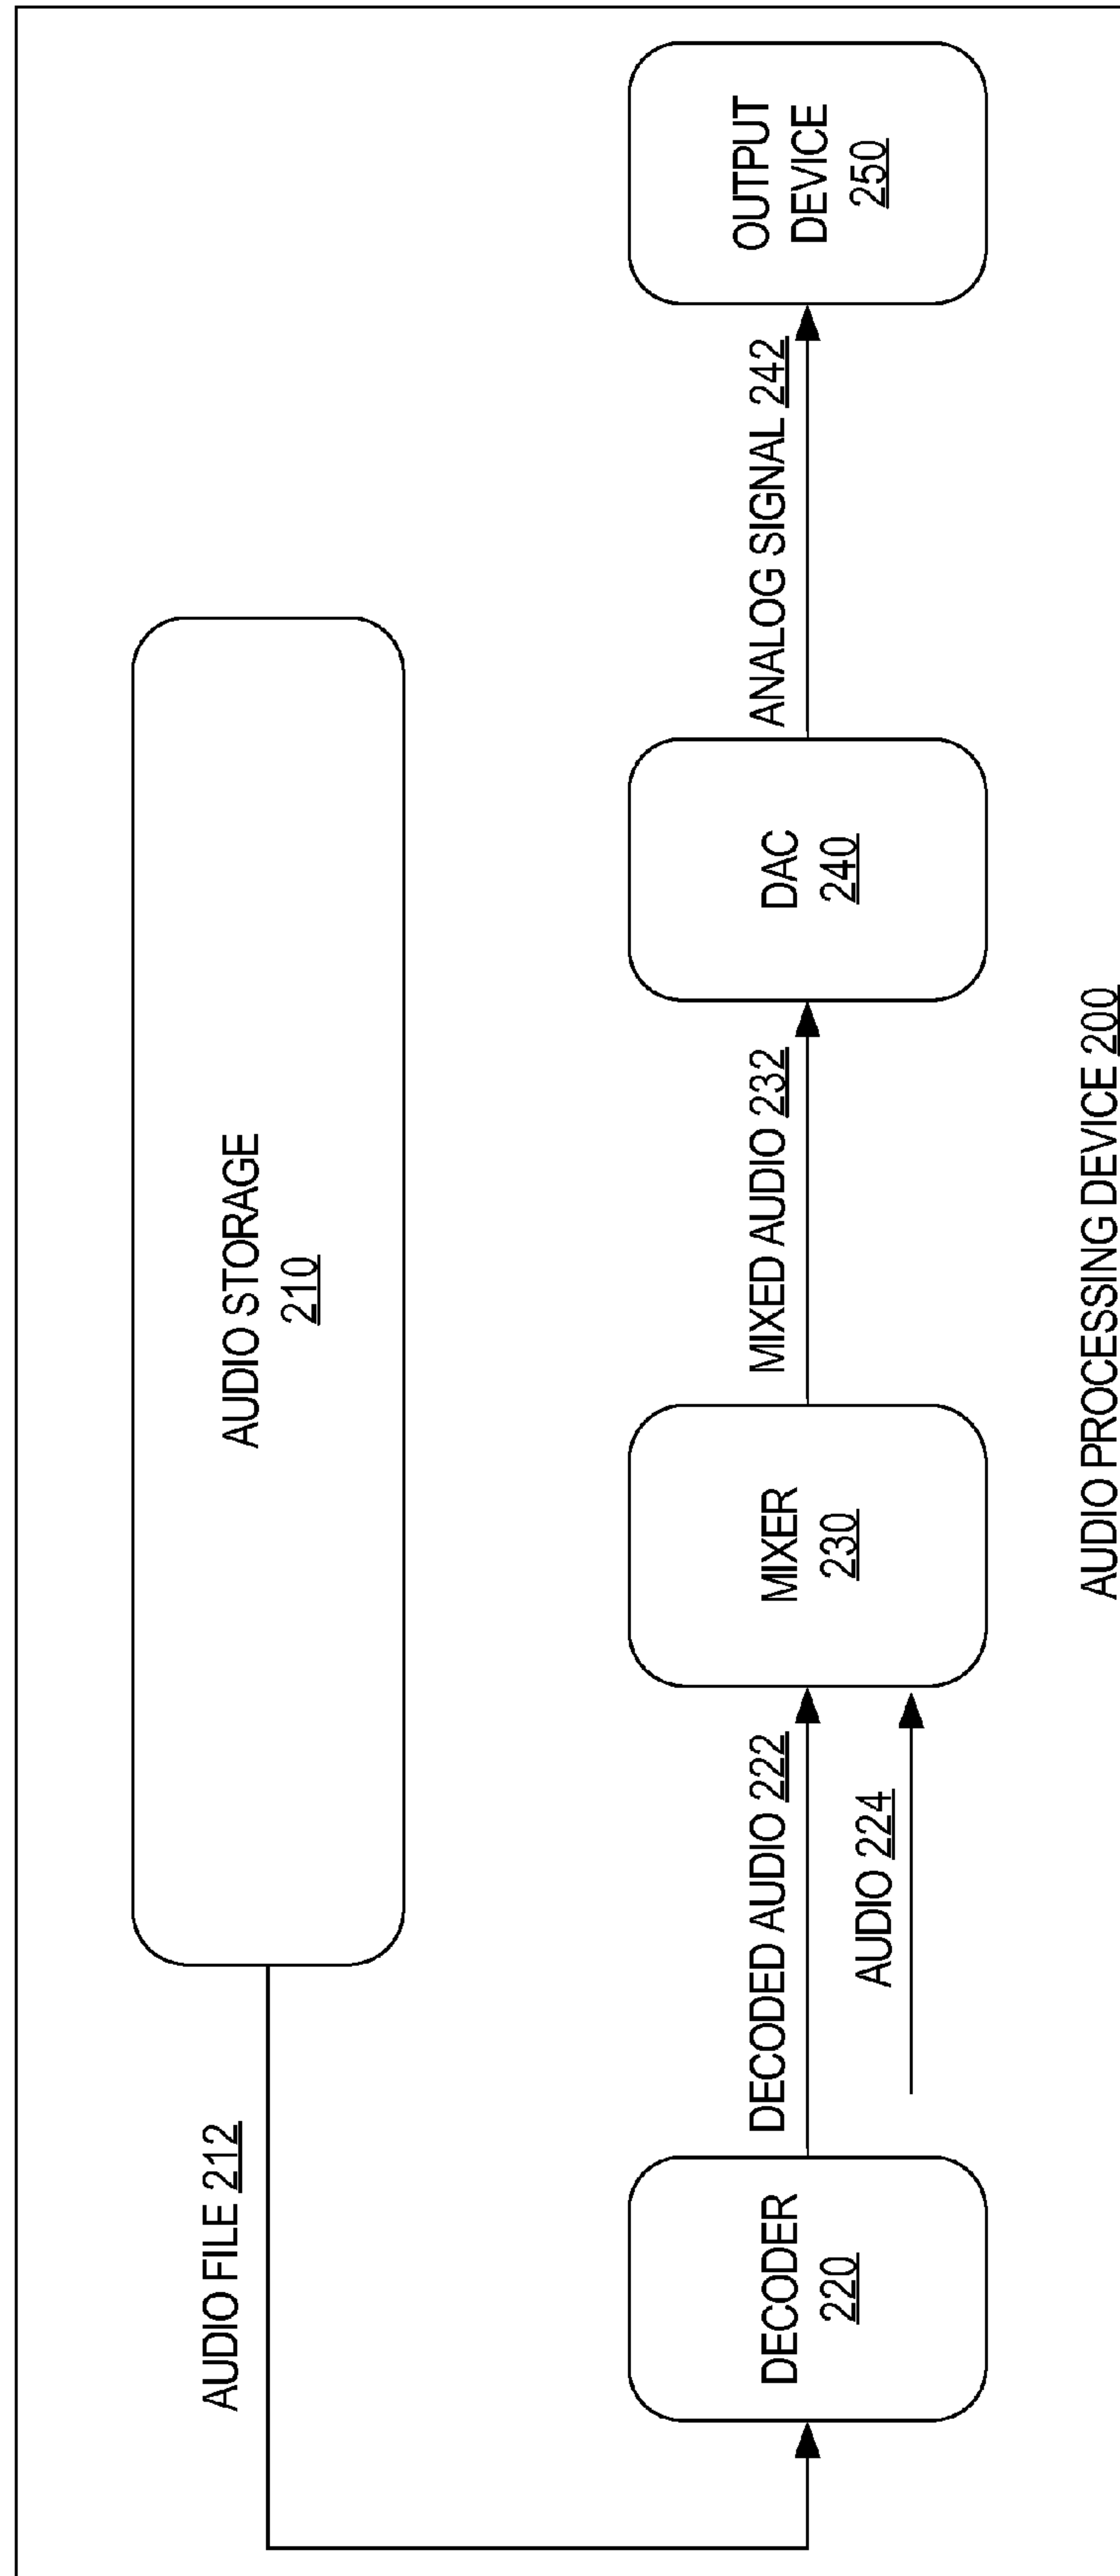 AUDIO STORAGE
210
AUDIO FILE 212
DECODER
220
DECODED AUDIO 222
AUDIO 224
MIXER
230
MIXED AUDIO 232
DAC
240
ANALOG SIGNAL 242
OUTPUT
DEVICE
250
AUDIO PROCESSING DEVICE 200